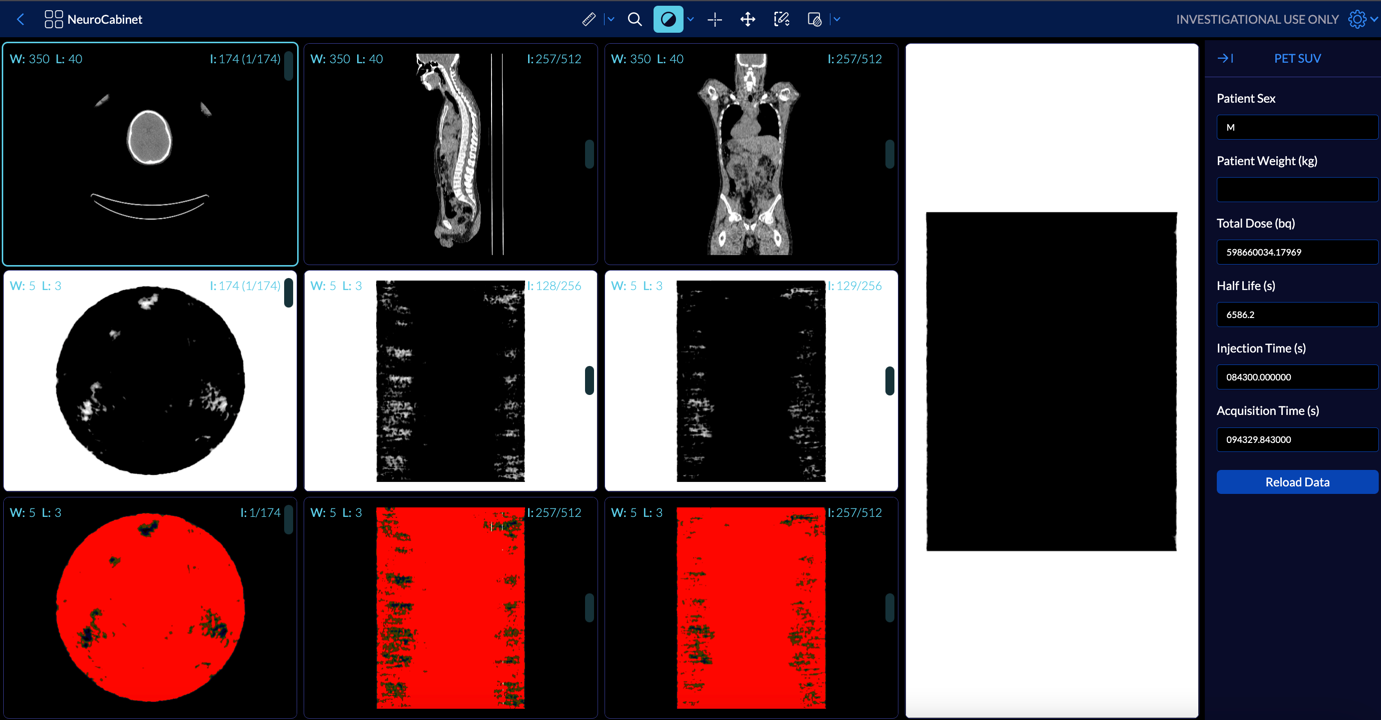 NeuroCabinet
INVESTIGATIONAL USE ONLY
W: 350 L: 40
I: 174 (1/174)
W: 350 L: 40
I: 257/512
W: 350 L: 40
I: 257/512
W: 5 L: 3
I: 174 (1/174)
W: 5 L: 3
I: 128/256
W: 5 L: 3
I: 129/256
W: 5 L: 3
I: 1/174
W: 5 L: 3
I: 257/512
W: 5 L: 3
I: 257/512
PET SUV
Patient Sex
M
Patient Weight (kg)
Total Dose (bq)
598660034.17969
Half Life (s)
6586.2
Injection Time (s)
084300.000000
Acquisition Time (s)
094329.843000
Reload Data